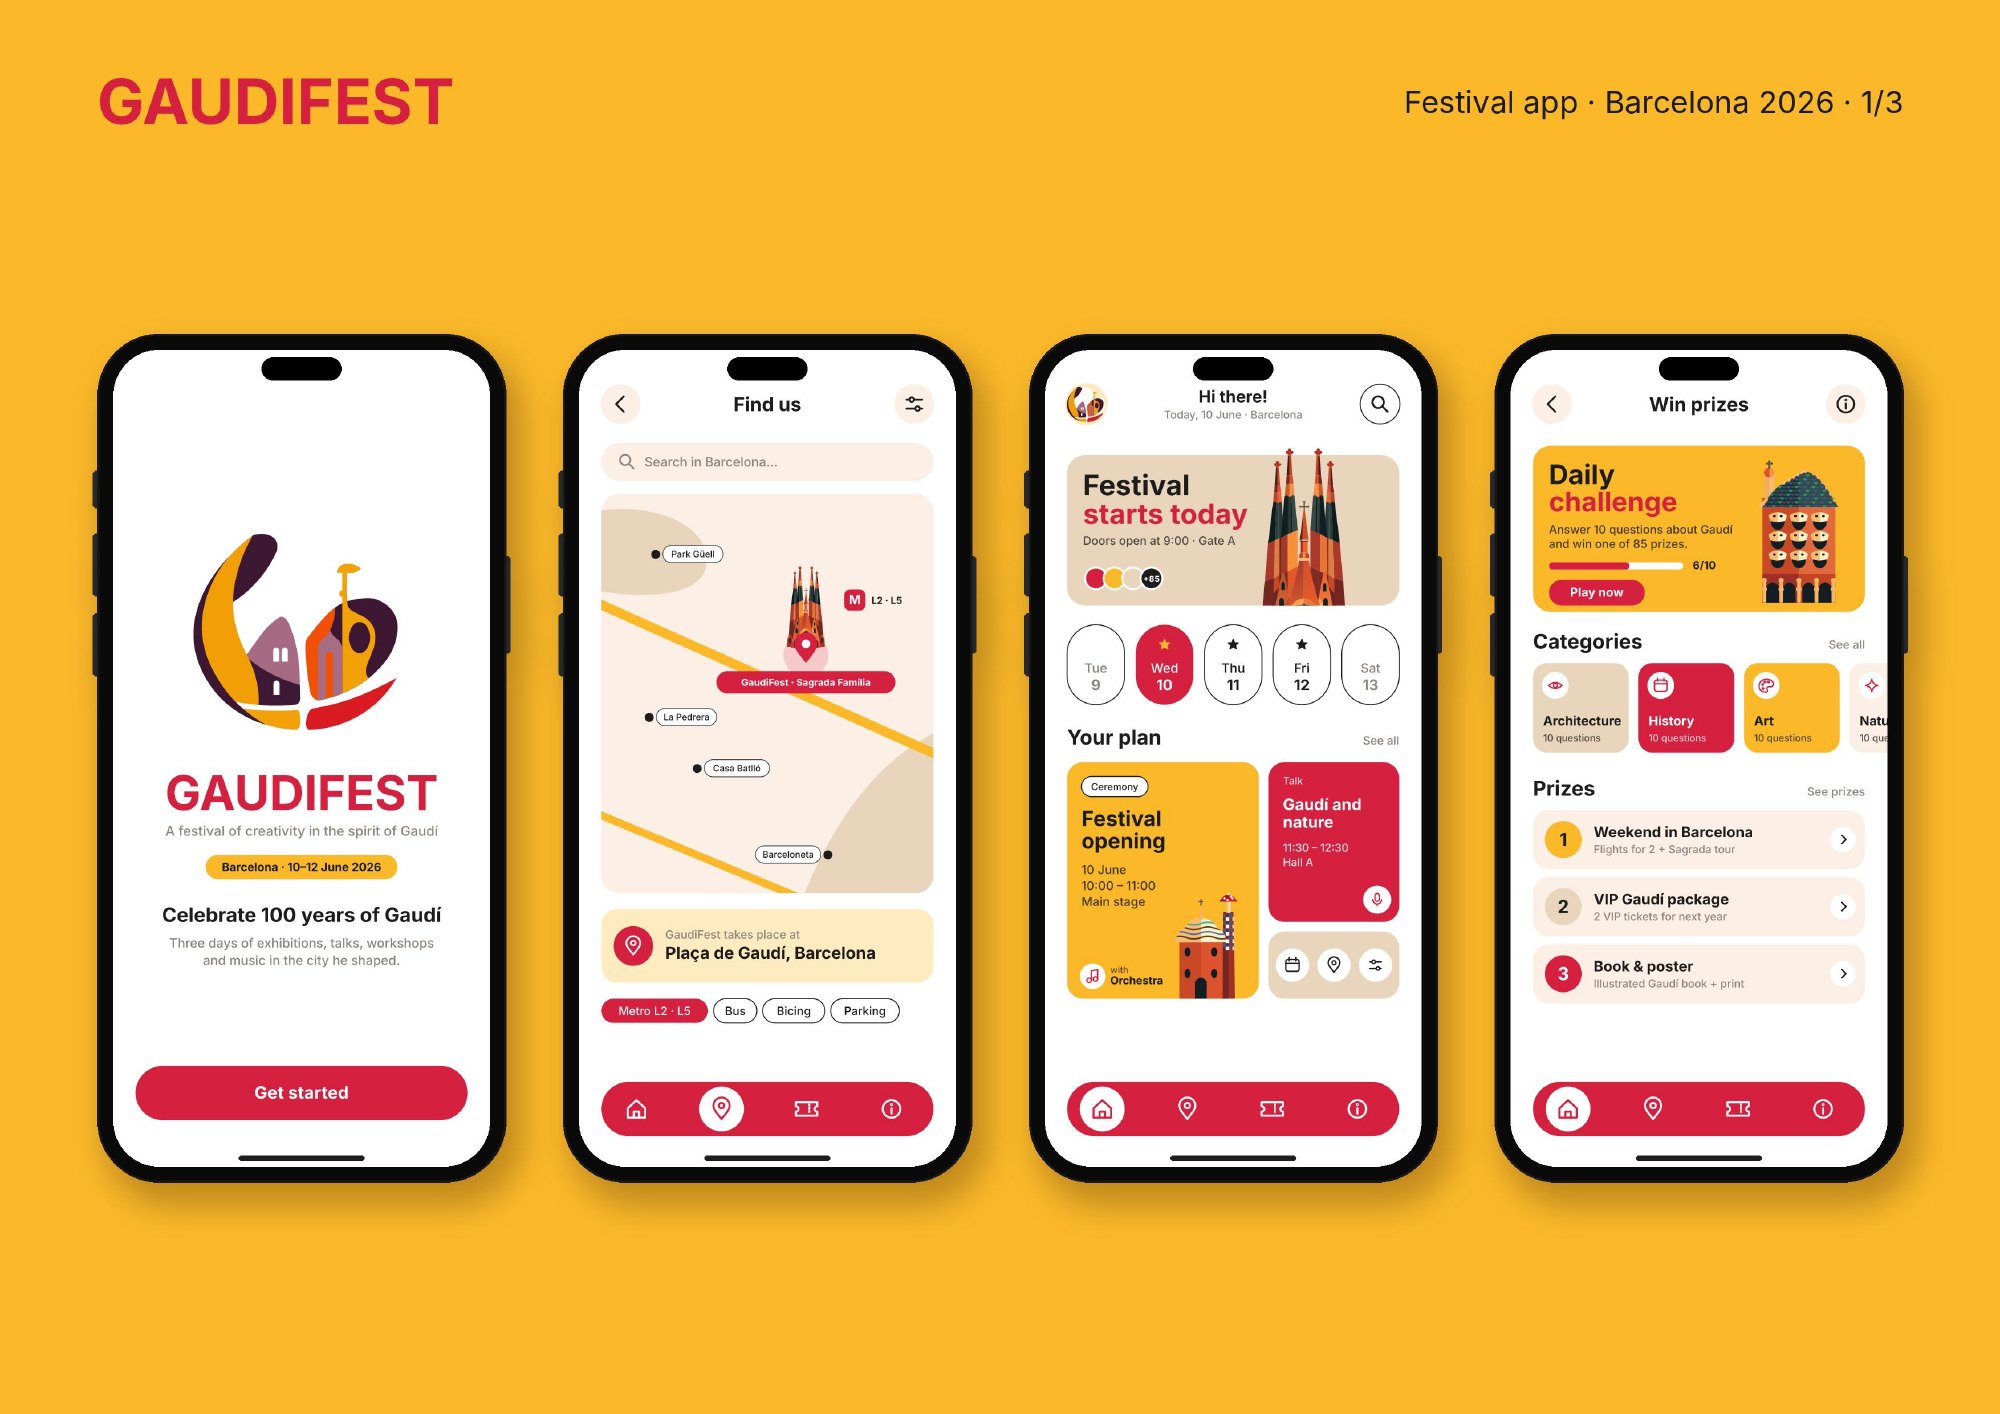 GAUDIFEST
Festival app · Barcelona 2026 · 1/3
GAUDIFEST
A festival of creativity in the spirit of Gaudí
Barcelona · 10–12 June 2026
Celebrate 100 years of Gaudí
Three days of exhibitions, talks, workshops
and music in the city he shaped.
Get started
Find us
Search in Barcelona...
Park Güell
M L2 · L5
GaudiFest · Sagrada Família
La Pedrera
Casa Batlló
Barceloneta
GaudiFest takes place at
Plaça de Gaudí, Barcelona
Metro L2 · L5 Bus Bicing Parking
Hi there!
Today, 10 June · Barcelona
Festival
starts today
Doors open at 9:00 · Gate A
+85
Tue Wed Thu Fri Sat
9 10 11 12 13
Your plan See all
Ceremony
Festival
opening
10 June
10:00 – 11:00
Main stage
with
Orchestra
Talk
Gaudí and
nature
11:30 – 12:30
Hall A
Win prizes
Daily
challenge
Answer 10 questions about Gaudí
and win one of 85 prizes.
6/10
Play now
Categories See all
Architecture History Art Natu
10 questions 10 questions 10 questions 10 que
Prizes See prizes
1 Weekend in Barcelona
Flights for 2 + Sagrada tour
2 VIP Gaudí package
2 VIP tickets for next year
3 Book & poster
Illustrated Gaudí book + print